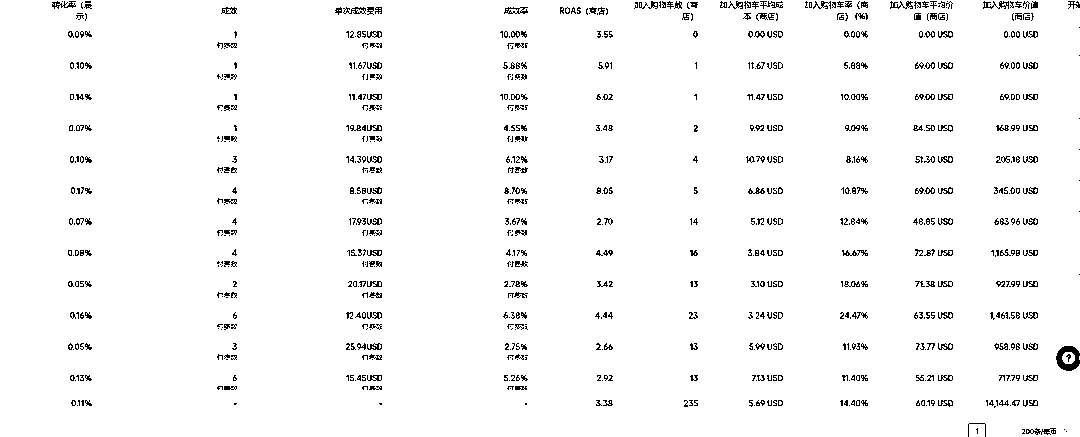 转化率（展示） 成效 单次成效费用 成效率 ROAS（商店） 加入购物车数（商店） 加入购物车平均成本（商店） 加入购物车率（商店）（%） 加入购物车平均价值（商店） 加入购物车价值（商店） 开始
0.09% 1 12.85USD 10.00% 3.55 0 0.00 USD 0.00% 0.00 USD 0.00 USD
付费数 付费数 付费数
0.10% 1 11.67USD 5.88% 5.91 1 11.67 USD 5.88% 69.00 USD 69.00 USD
付费数 付费数 付费数
0.14% 1 11.47USD 10.00% 6.02 1 11.47 USD 10.00% 69.00 USD 69.00 USD
付费数 付费数 付费数
0.07% 1 19.84USD 4.55% 3.48 2 9.92 USD 9.09% 84.50 USD 168.99 USD
付费数 付费数 付费数
0.10% 3 14.39USD 6.12% 3.17 4 10.79 USD 8.16% 51.30 USD 205.18 USD
付费数 付费数 付费数
0.17% 4 8.58USD 8.70% 8.05 5 6.86 USD 10.87% 69.00 USD 345.00 USD
付费数 付费数 付费数
0.07% 4 17.93USD 3.67% 2.70 14 5.12 USD 12.84% 48.85 USD 683.96 USD
付费数 付费数 付费数
0.08% 4 15.37USD 4.17% 4.49 16 3.84 USD 16.67% 72.87 USD 1,165.98 USD
付费数 付费数 付费数
0.05% 2 20.17USD 2.78% 3.42 13 3.10 USD 18.06% 71.38 USD 927.99 USD
付费数 付费数 付费数
0.16% 6 12.40USD 6.38% 4.44 23 3.24 USD 24.47% 63.55 USD 1,461.58 USD
付费数 付费数 付费数
0.05% 3 25.94USD 2.75% 2.66 13 5.99 USD 11.93% 73.77 USD 958.98 USD
付费数 付费数 付费数
0.13% 6 15.45USD 5.26% 2.92 13 7.13 USD 11.40% 55.21 USD 717.79 USD
付费数 付费数 付费数
0.11% - - - 3.38 235 5.69 USD 14.40% 60.19 USD 14,144.47 USD
1 200条/每页